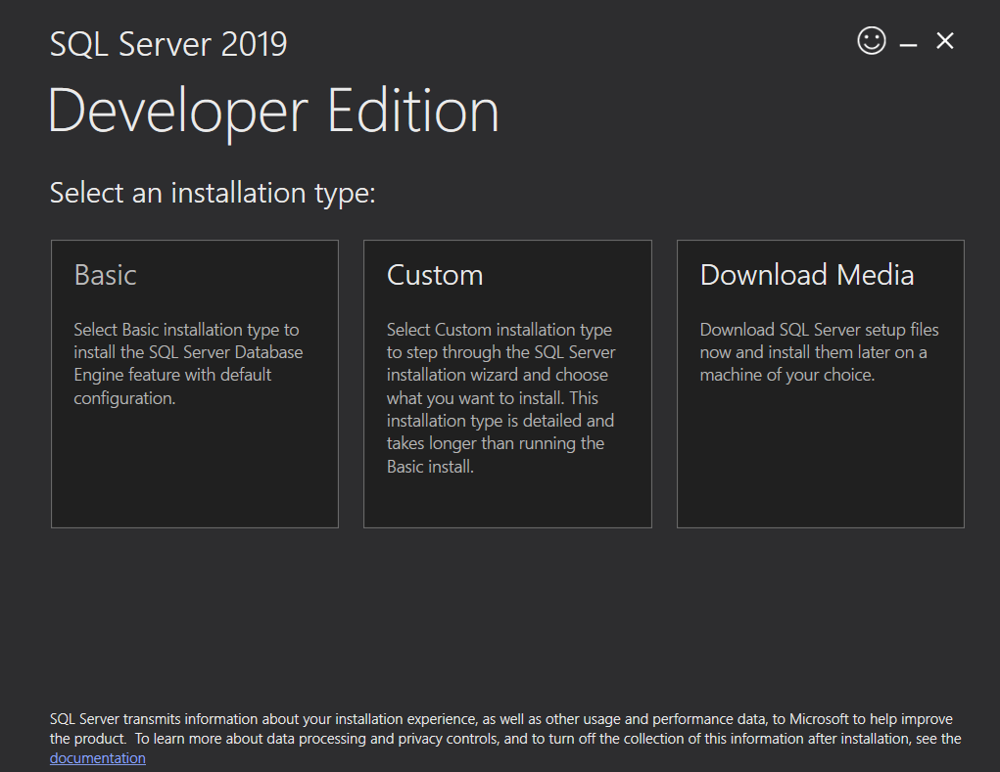 SQL Server 2019
Developer Edition
Select an installation type:
Basic
Select Basic installation type to
install the SQL Server Database
Engine feature with default
configuration.
Custom
Select Custom installation type
to step through the SQL Server
installation wizard and choose
what you want to install. This
installation type is detailed and
takes longer than running the
Basic install.
Download Media
Download SQL Server setup files
now and install them later on a
machine of your choice.
SQL Server transmits information about your installation experience, as well as other usage and performance data, to Microsoft to help improve
the product.  To learn more about data processing and privacy controls, and to turn off the collection of this information after installation, see the
documentation